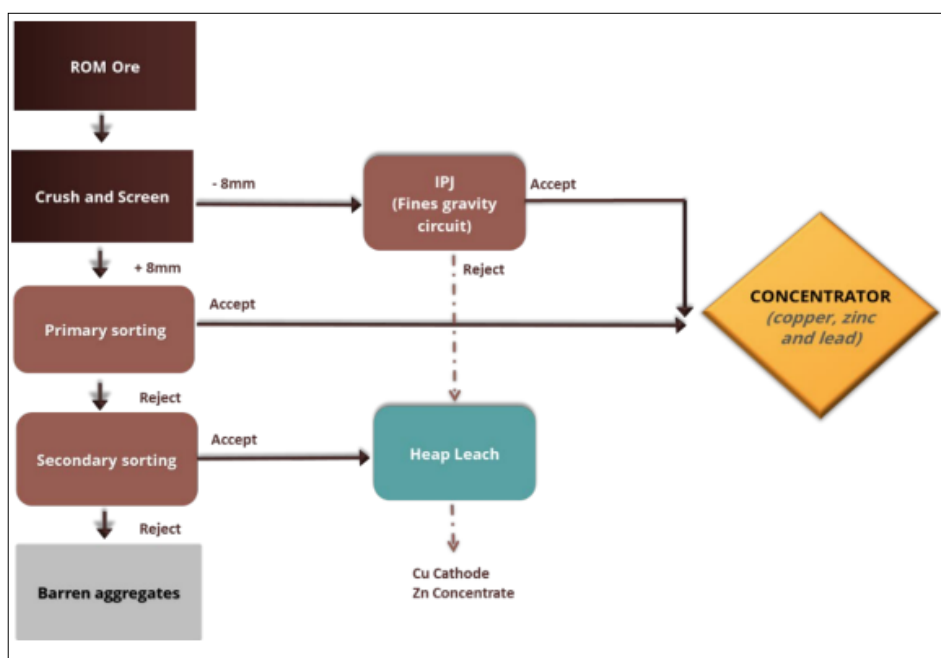 ROM Ore
Crush and Screen
- 8mm
IPJ
(Fines gravity
circuit)
Accept
+ 8mm
Reject
Primary sorting
Accept
CONCENTRATOR
(copper, zinc
and lead)
Reject
Secondary sorting
Accept
Heap Leach
Reject
Barren aggregates
Cu Cathode
Zn Concentrate